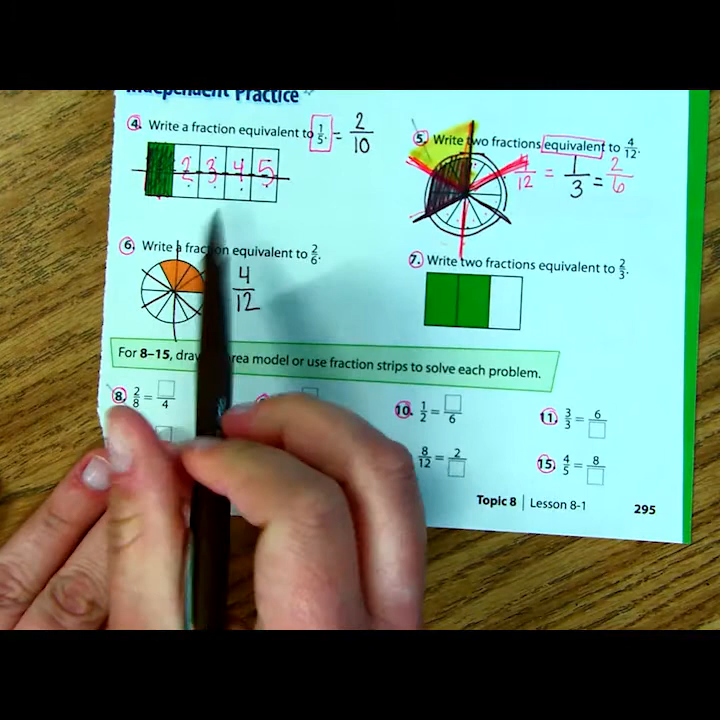 Independent Practice
4. Write a fraction equivalent to 1/5. = 2/10
2 3 4 5
5. Write two fractions equivalent to 4/12.
4/12 = 1/3 = 2/6
6. Write a fraction equivalent to 2/6.
4/12
7. Write two fractions equivalent to 2/3.
For 8–15, draw area model or use fraction strips to solve each problem.
8. 2/8 = □/4
10. 1/2 = □/6
11. 3/3 = 6/□
8/12 = 2/□
15. 4/5 = 8/□
Topic 8 | Lesson 8-1 295